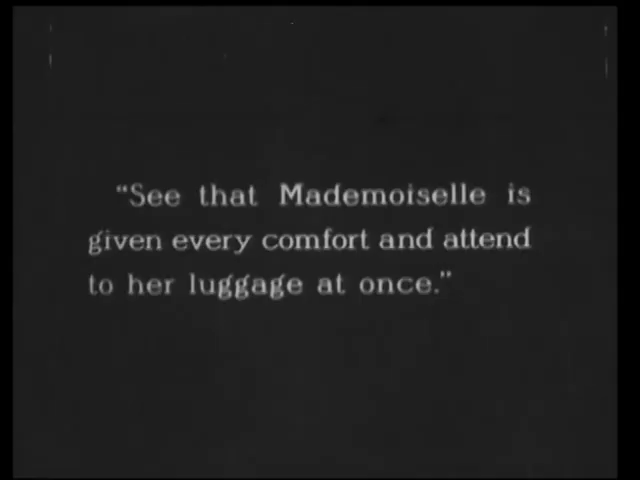 “See that Mademoiselle is
given every comfort and attend
to her luggage at once.”